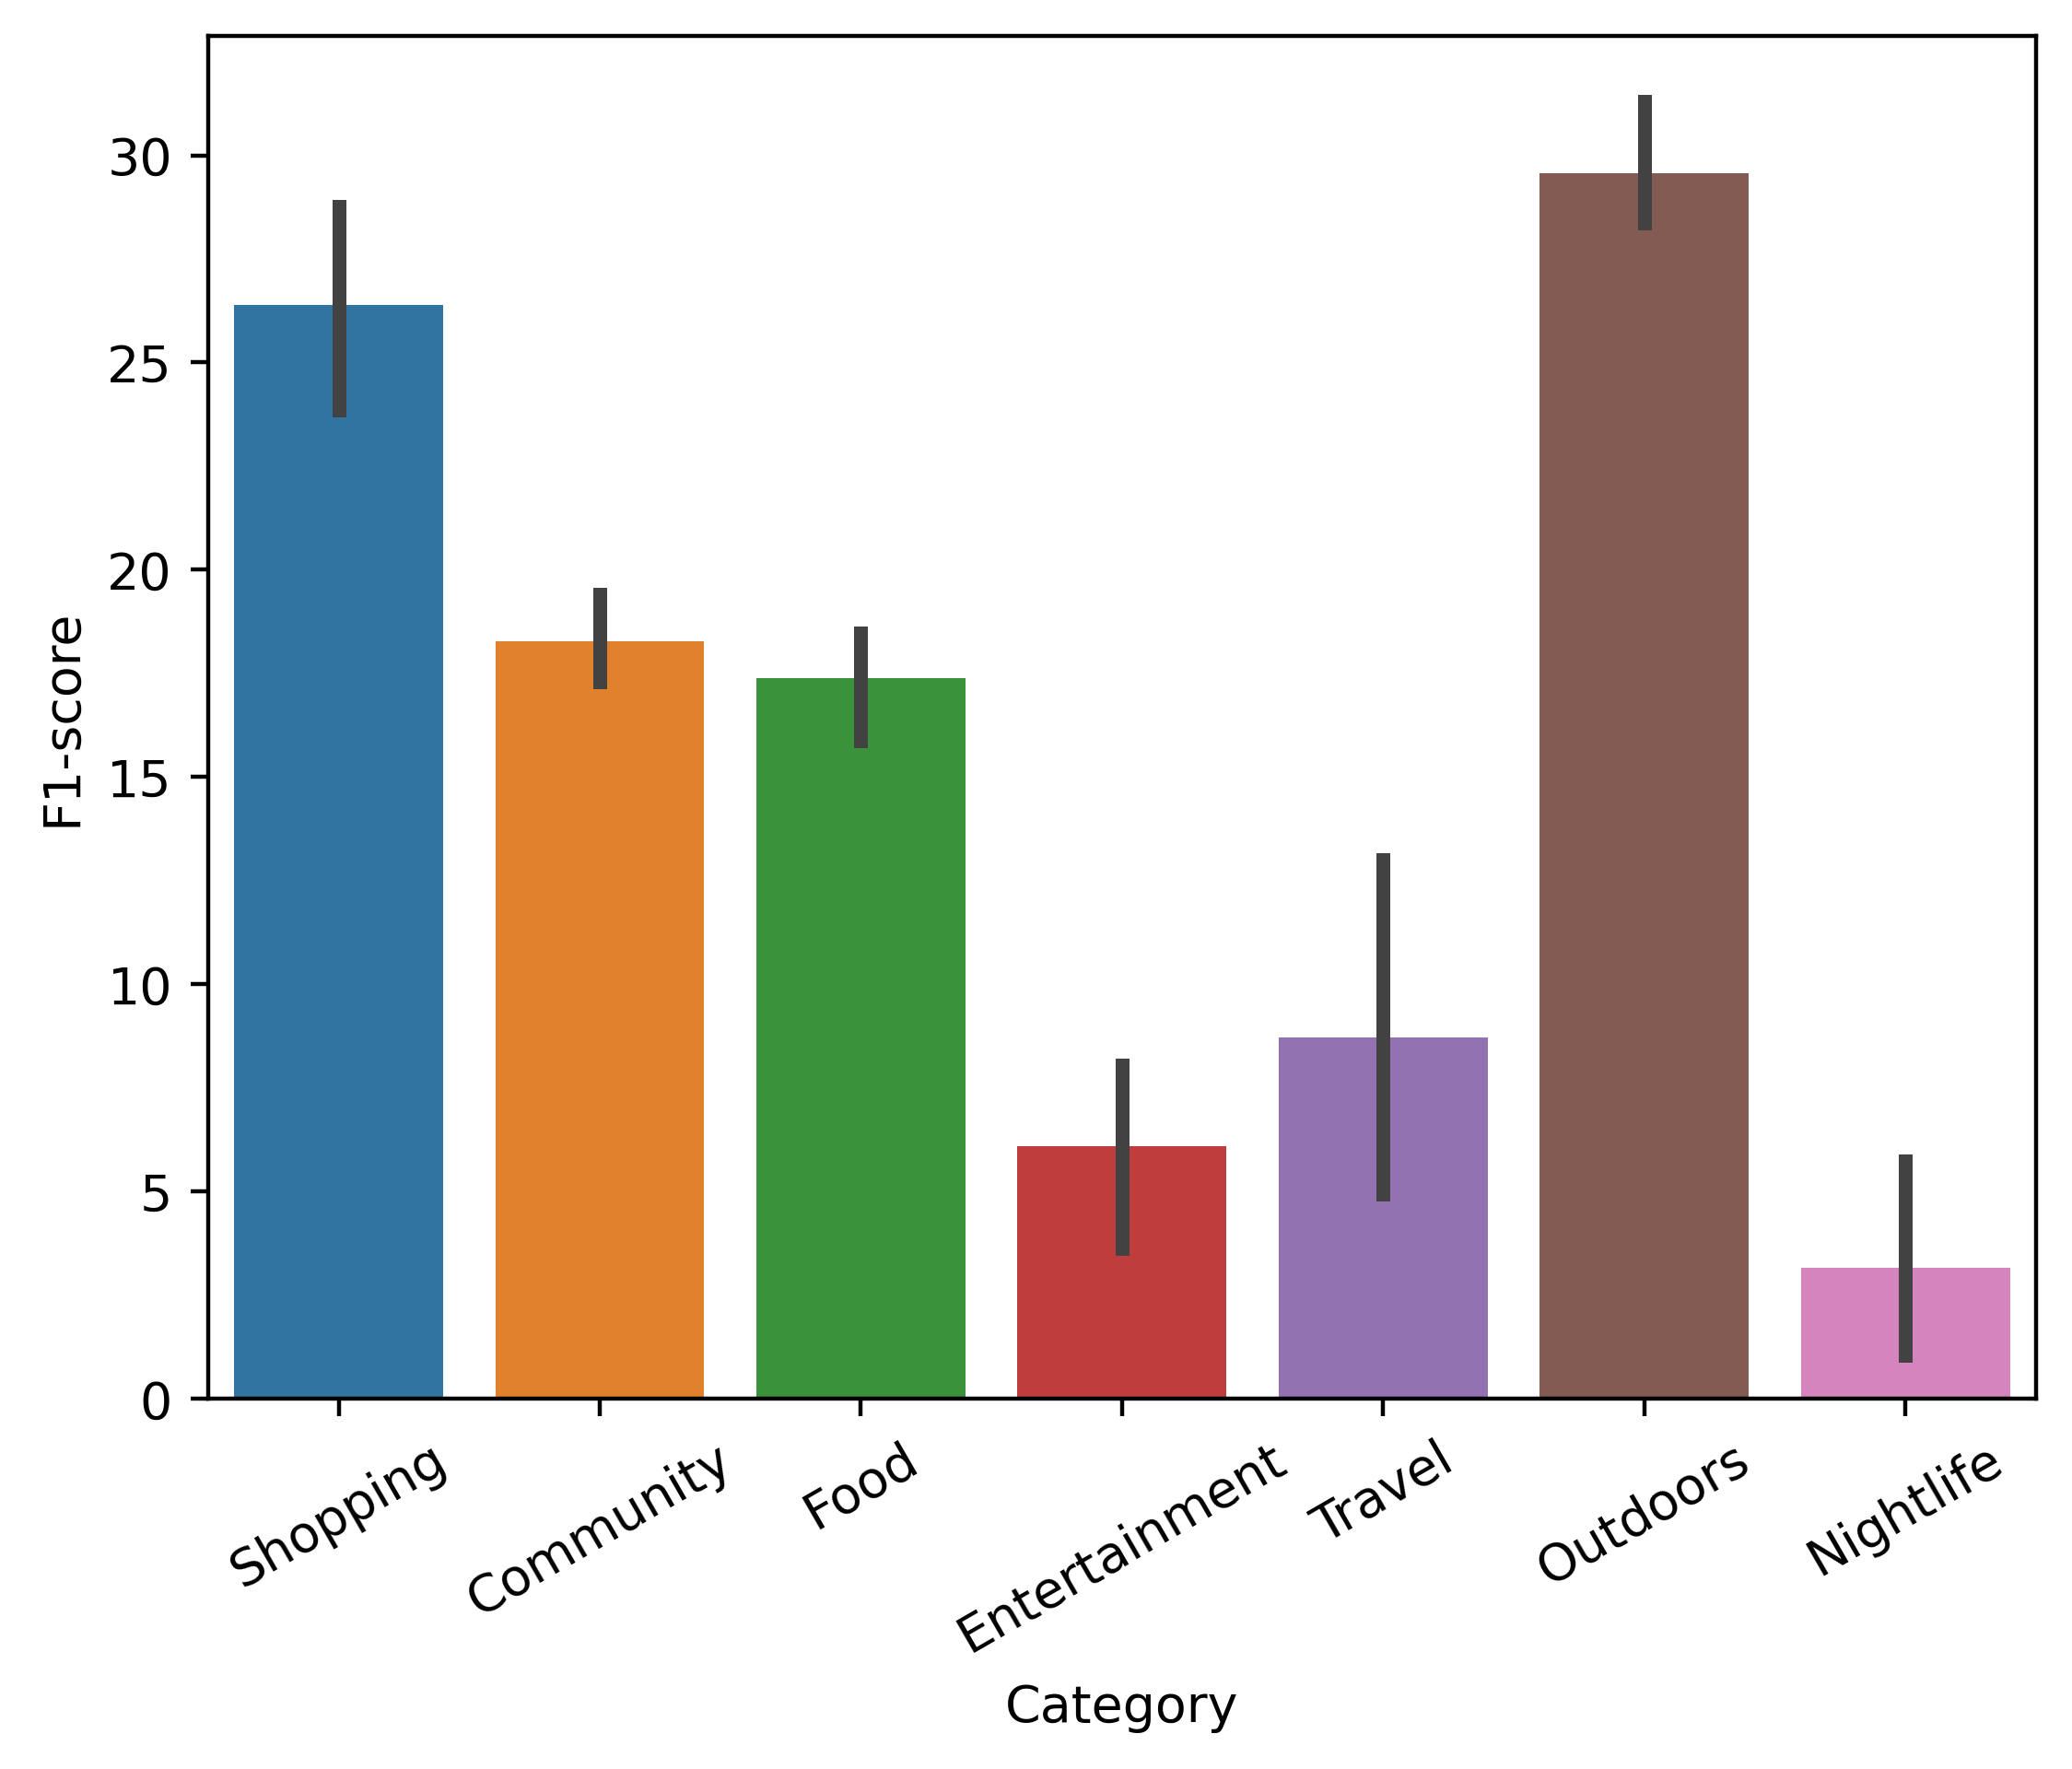 F1-score
30
25
20
15
10
5
0
Shopping
Community
Food
Entertainment
Travel
Outdoors
Nightlife
Category